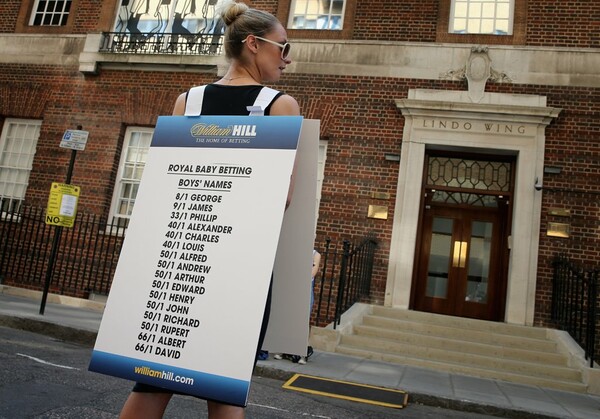 LINDO WING
William HILL
THE HOME OF BETTING
ROYAL BABY BETTING
BOYS' NAMES
8/1 GEORGE
9/1 JAMES
33/1 PHILLIP
40/1 ALEXANDER
40/1 CHARLES
40/1 LOUIS
50/1 ALFRED
50/1 ANDREW
50/1 ARTHUR
50/1 EDWARD
50/1 HENRY
50/1 JOHN
50/1 RICHARD
50/1 RUPERT
66/1 ALBERT
66/1 DAVID
williamhill.com